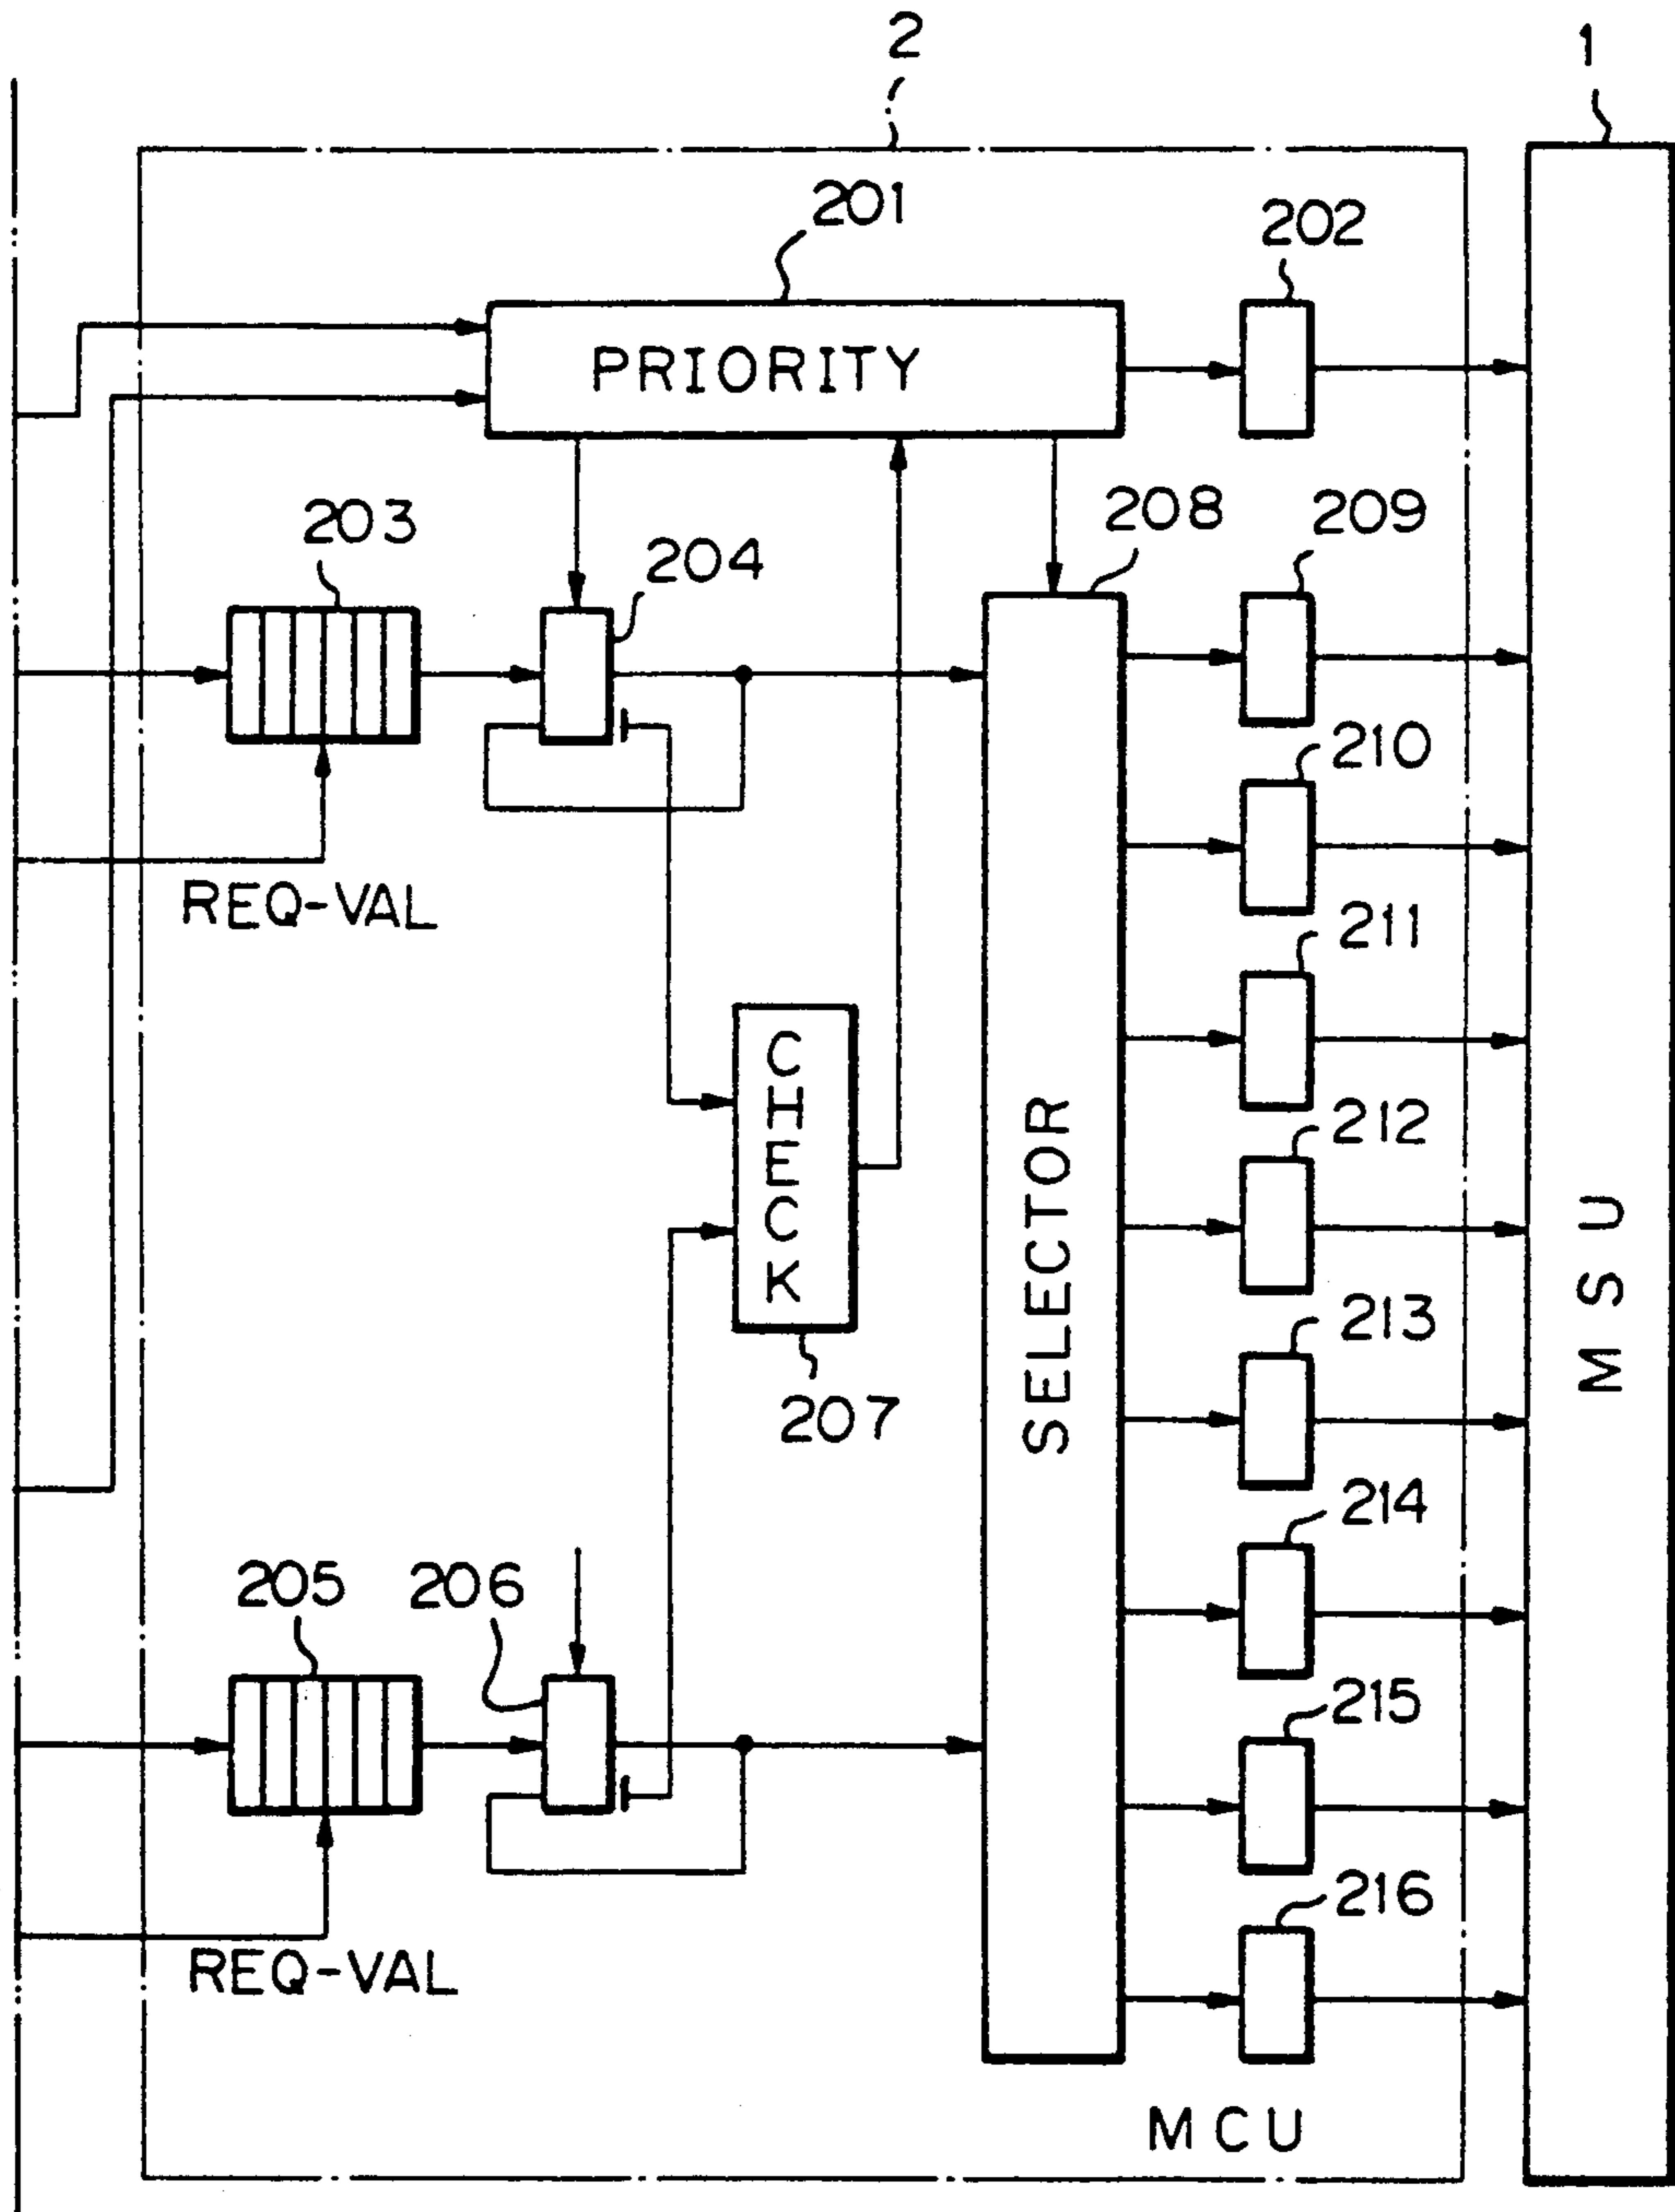 2
1
201
202
PRIORITY
203
204
208
209
210
REQ-VAL
211
CHECK
212
SELECTOR
MSU
213
207
214
205
206
215
216
REQ-VAL
MCU